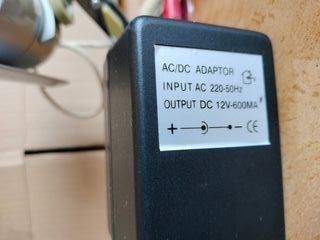 AC/DC ADAPTOR
INPUT AC 220-50Hz
OUTPUT DC 12V-600MA
+ - CE